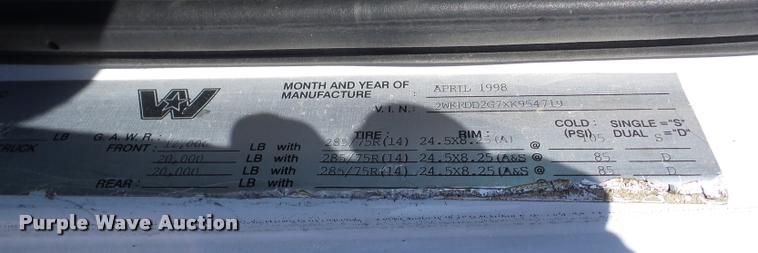 MONTH AND YEAR OF MANUFACTURE APRIL 1998
V.I.N: 2WKPDD2G7XK954719
COLD: (PSI) SINGLE="S" DUAL="D"
LB G.A.W.R. TIRE: RIM:
TRUCK FRONT: 12,000 LB with 285/75R(14) 24.5X8.25(A) @ 105 S
20,000 LB with 285/75R(14) 24.5X8.25(A&S @ 85 D
20,000 LB with 285/75R(14) 24.5X8.25(A&S @ 85 D
REAR: LB with
Purple Wave Auction